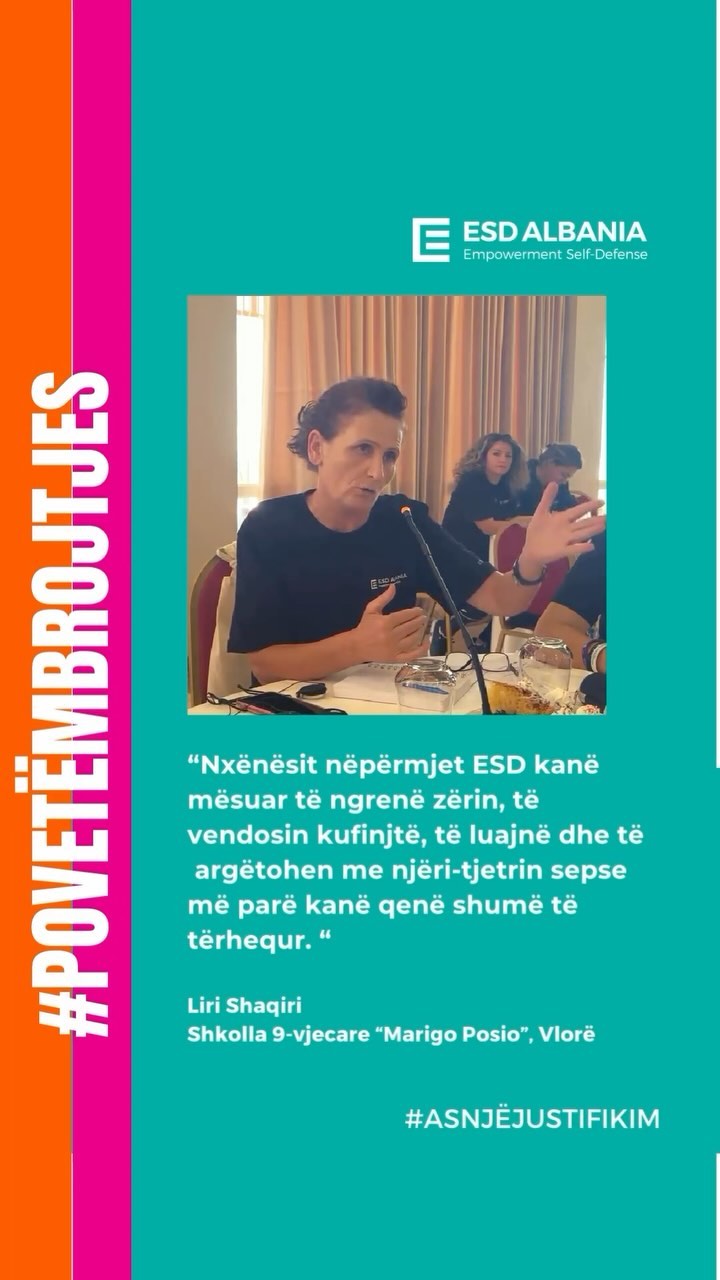 ESD ALBANIA
Empowerment Self-Defense
#POVETËMBROJTJES
ESD ALBANIA
“Nxënësit nëpërmjet ESD kanë
mësuar të ngrenë zërin, të
vendosin kufinjtë, të luajnë dhe të
argëtohen me njëri-tjetrin sepse
më parë kanë qenë shumë të
tërhequr. “
Liri Shaqiri
Shkolla 9-vjecare “Marigo Posio”, Vlorë
#ASNJËJUSTIFIKIM